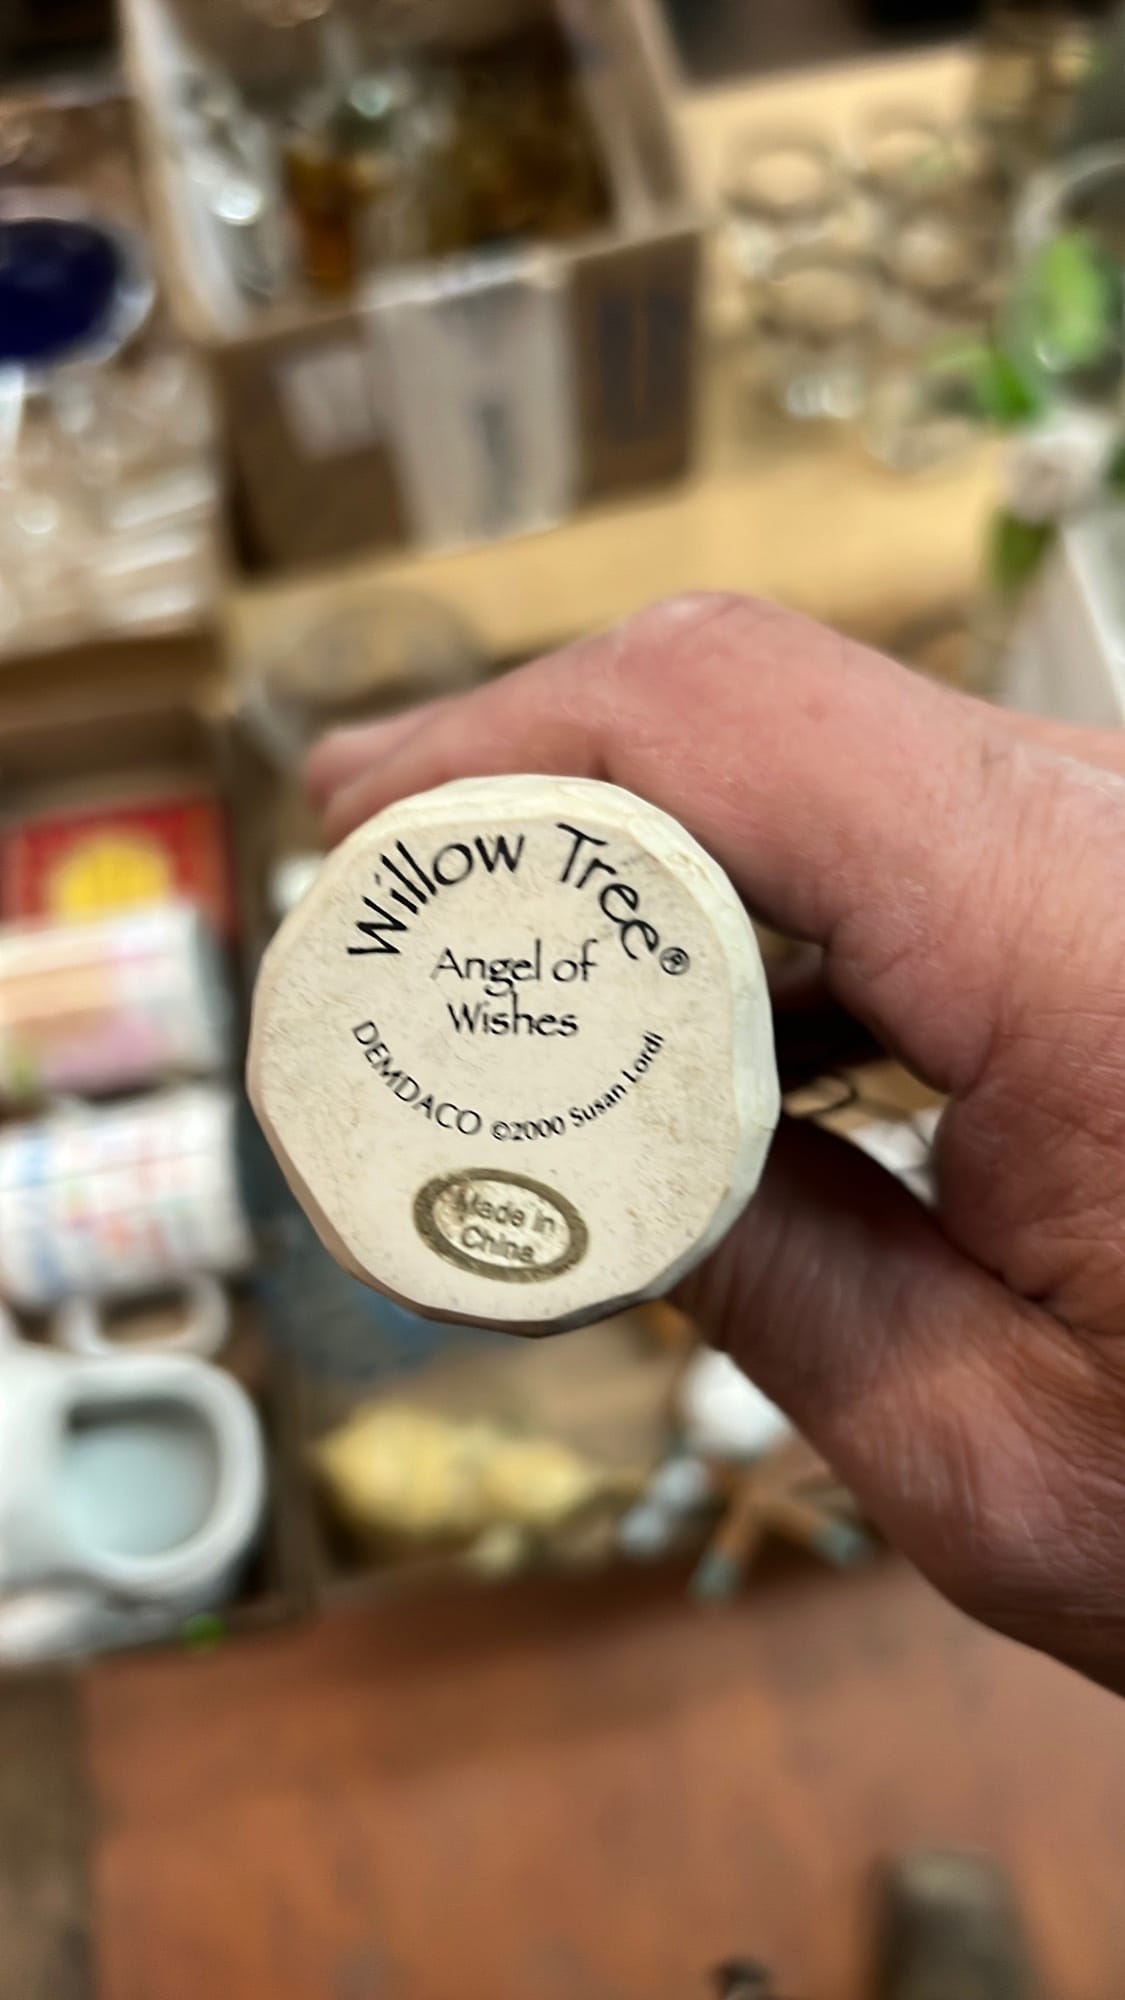 Willow Tree®
Angel of
Wishes
DEMDACO ©2000 Susan Lordi
Made in
China